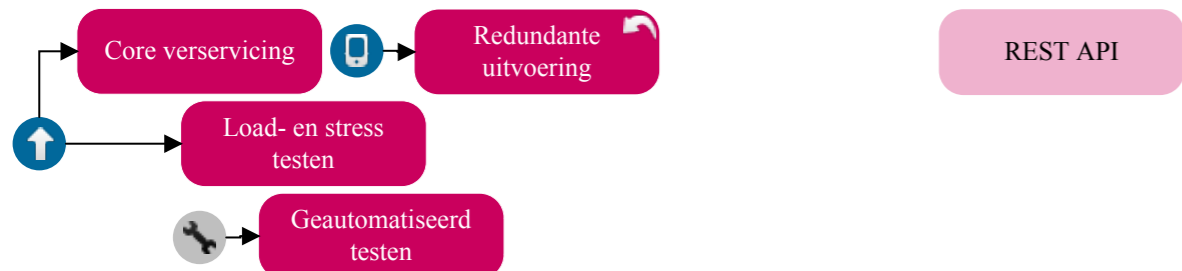 Core verservicing
Redundante
uitvoering
REST API
Load- en stress
testen
Geautomatiseerd
testen